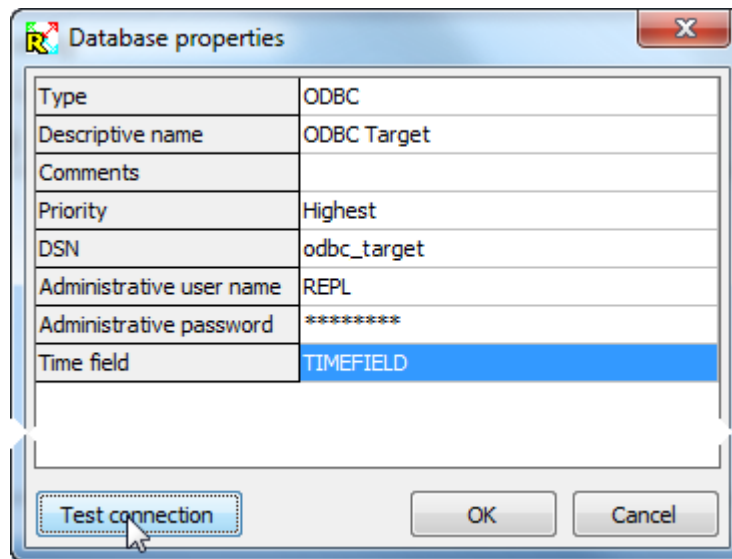 Database properties
Type ODBC
Descriptive name ODBC Target
Comments
Priority Highest
DSN odbc_target
Administrative user name REPL
Administrative password ********
Time field TIMEFIELD
Test connection OK Cancel